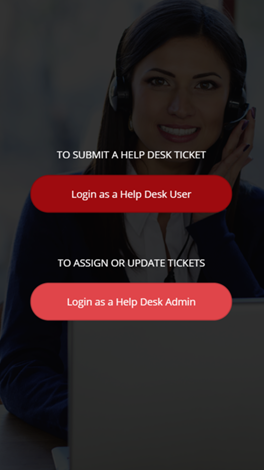 TO SUBMIT A HELP DESK TICKET
Login as a Help Desk User
TO ASSIGN OR UPDATE TICKETS
Login as a Help Desk Admin